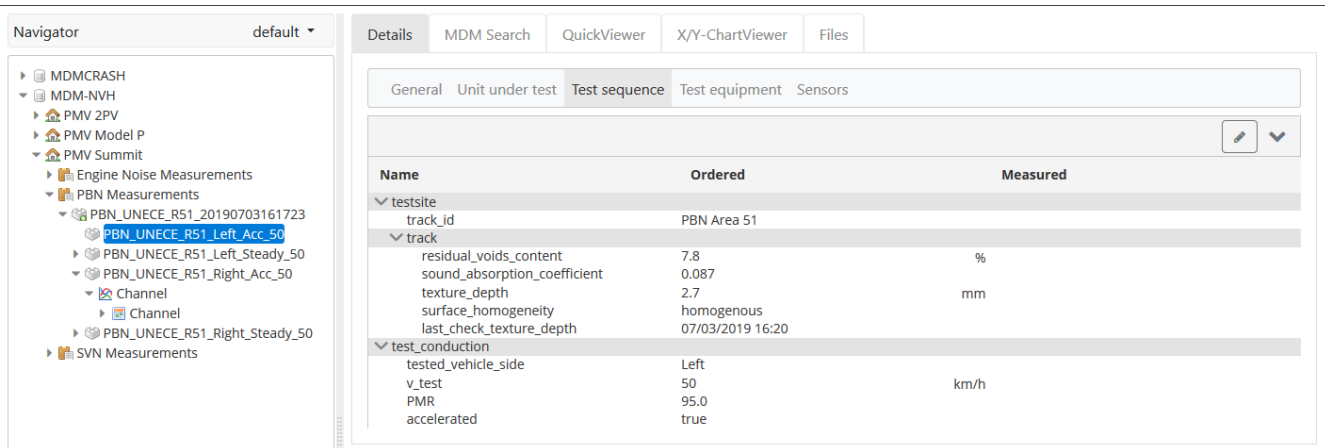 Navigator default
MDMCRASH
MDM-NVH
PMV 2PV
PMV Model P
PMV Summit
Engine Noise Measurements
PBN Measurements
PBN_UNECE_R51_20190703161723
PBN_UNECE_R51_Left_Acc_50
PBN_UNECE_R51_Left_Steady_50
PBN_UNECE_R51_Right_Acc_50
Channel
Channel
PBN_UNECE_R51_Right_Steady_50
SVN Measurements
Details MDM Search QuickViewer X/Y-ChartViewer Files
General Unit under test Test sequence Test equipment Sensors
Name Ordered Measured
testsite
track_id PBN Area 51
track
residual_voids_content 7.8 %
sound_absorption_coefficient 0.087
texture_depth 2.7 mm
surface_homogeneity homogenous
last_check_texture_depth 07/03/2019 16:20
test_conduction
tested_vehicle_side Left
v_test 50 km/h
PMR 95.0
accelerated true